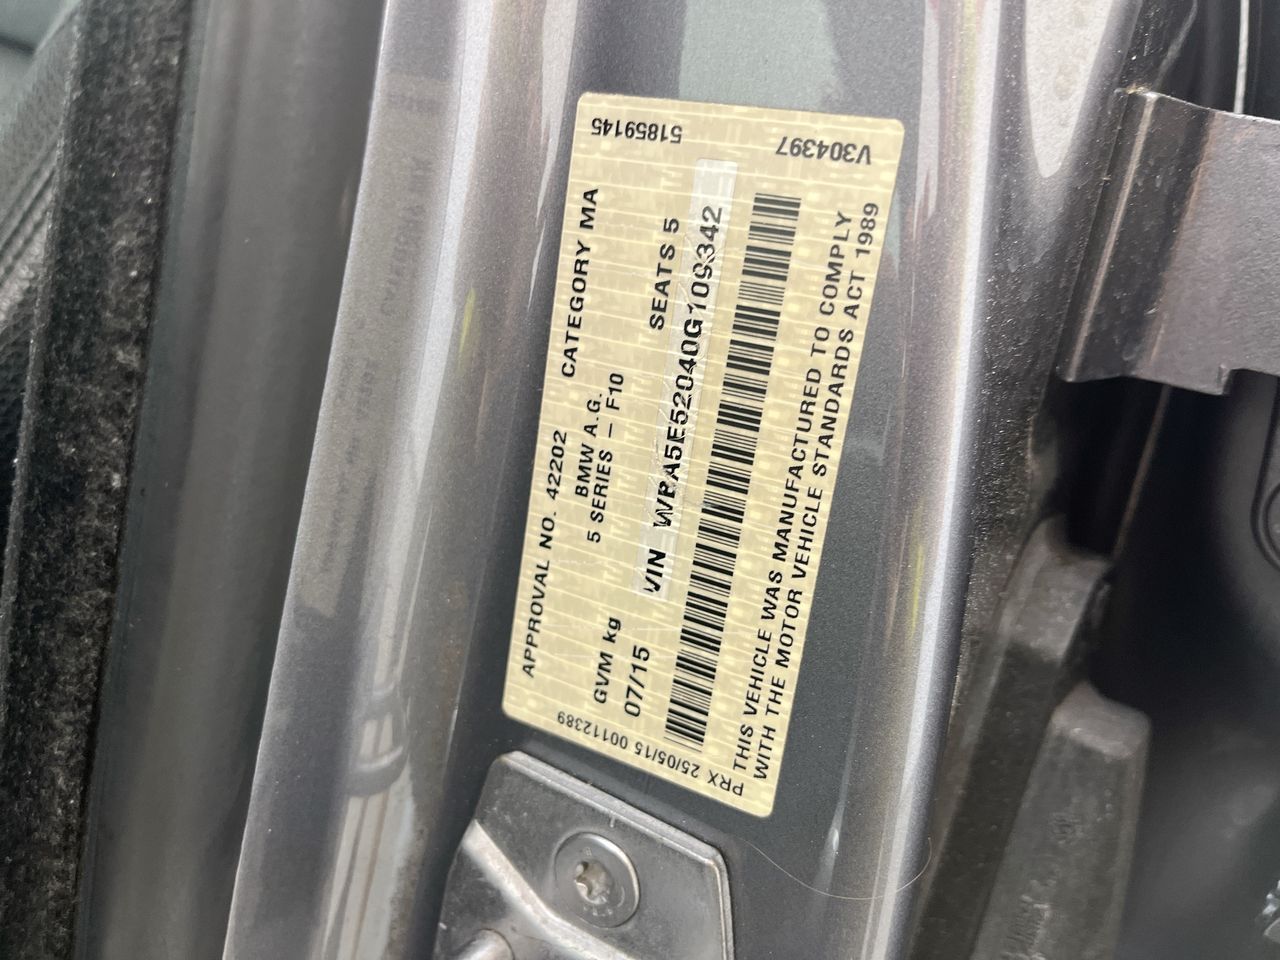 V304397
51859145
APPROVAL NO. 42202 CATEGORY MA
BMW A.G.
5 SERIES – F10
GVM kg SEATS 5
07/15
VIN WBA5E52040G109342
THIS VEHICLE WAS MANUFACTURED TO COMPLY
WITH THE MOTOR VEHICLE STANDARDS ACT 1989
PRX 25/05/15 00112389